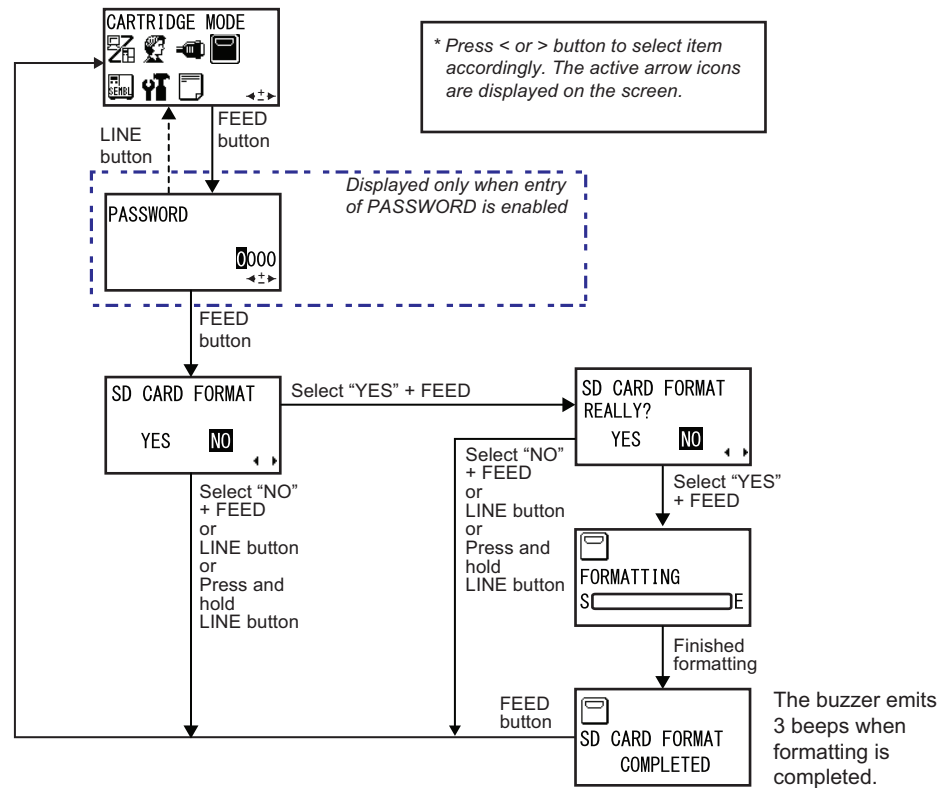 CARTRIDGE MODE
SEMBL
* Press < or > button to select item
accordingly. The active arrow icons
are displayed on the screen.
LINE
button
FEED
button
Displayed only when entry
of PASSWORD is enabled
PASSWORD
0000
FEED
button
SD CARD FORMAT
YES NO
Select “YES” + FEED
SD CARD FORMAT
REALLY?
YES NO
Select “NO”
+ FEED
or
LINE button
or
Press and
hold
LINE button
Select “NO”
+ FEED
or
LINE button
or
Press and
hold
LINE button
Select “YES”
+ FEED
FORMATTING
S E
Finished
formatting
FEED
button
SD CARD FORMAT
COMPLETED
The buzzer emits
3 beeps when
formatting is
completed.